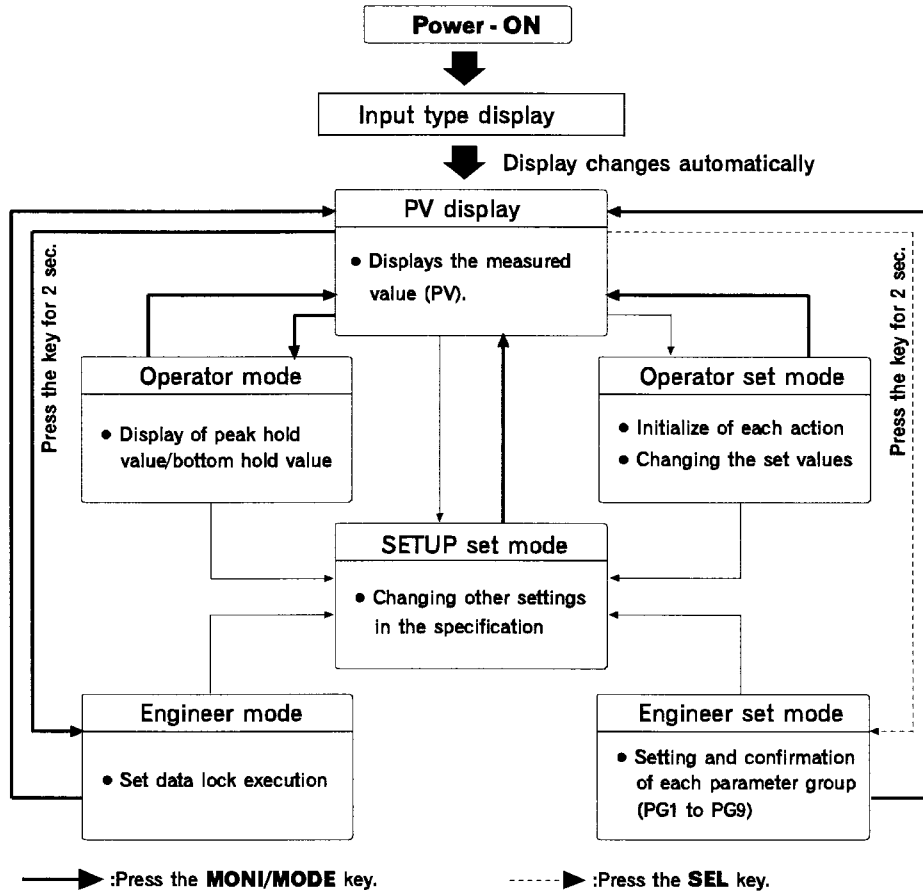 Power - ON
Input type display
Display changes automatically
PV display
● Displays the measured
value (PV).
Press the key for 2 sec.
Press the key for 2 sec.
Operator mode
● Display of peak hold
value/bottom hold value
Operator set mode
● Initialize of each action
● Changing the set values
SETUP set mode
● Changing other settings
in the specification
Engineer mode
● Set data lock execution
Engineer set mode
● Setting and confirmation
of each parameter group
(PG1 to PG9)
:Press the MONI/MODE key.
:Press the SEL key.